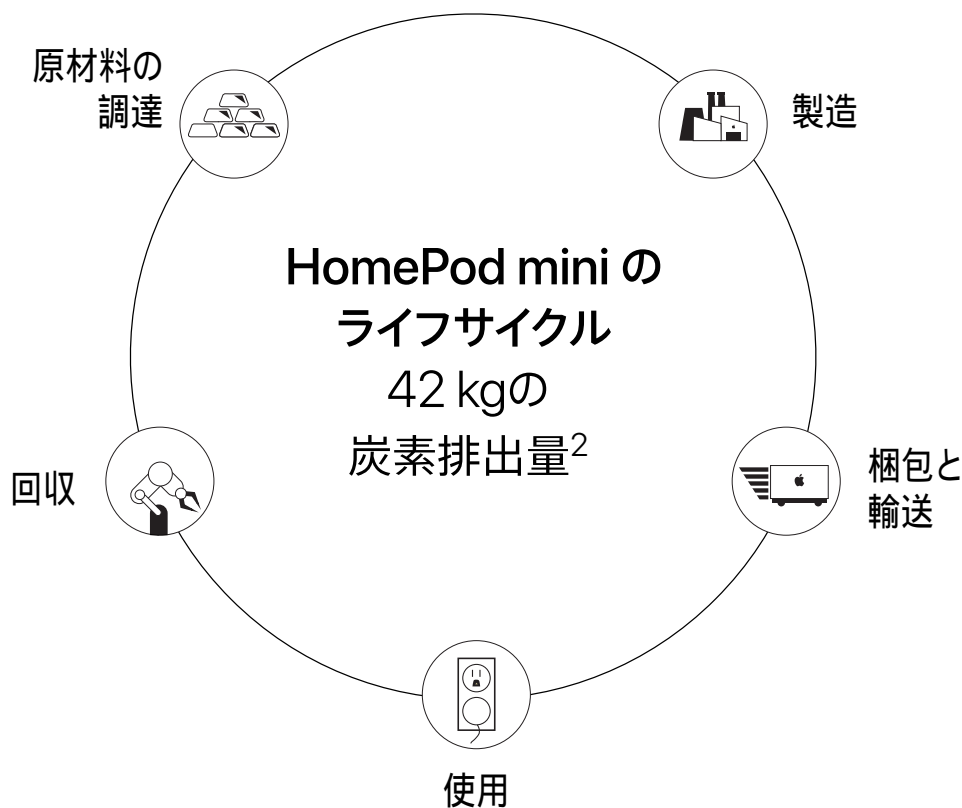 原材料の
調達
製造
HomePod mini の
ライフサイクル
42 kgの
炭素排出量2
回収
梱包と
輸送
使用